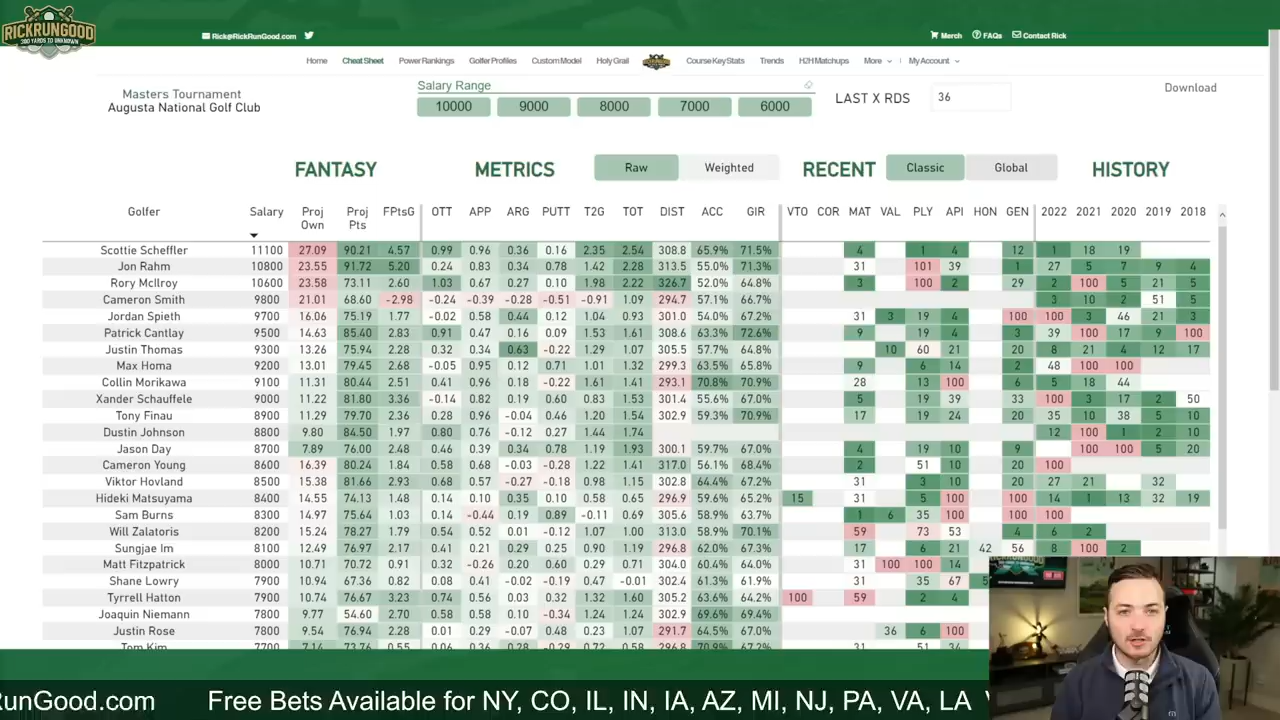 RICKRUNGOOD
300 YARDS TO UNKNOWN
Rick@RickRunGood.com
Merch FAQs Contact Rick
Home Cheat Sheet Power Rankings Golfer Profiles Custom Model Holy Grail Course Key Stats Trends H2H Matchups More My Account
Masters Tournament
Augusta National Golf Club
Salary Range
10000 9000 8000 7000 6000
LAST X RDS 36
Download
FANTASY METRICS Raw Weighted RECENT Classic Global HISTORY
Golfer Salary Proj Own Proj Pts FPtsG OTT APP ARG PUTT T2G TOT DIST ACC GIR VTO COR MAT VAL PLY API HON GEN 2022 2021 2020 2019 2018
Scottie Scheffler 11100 27.09 90.21 4.57 0.99 0.96 0.36 0.16 2.35 2.54 308.8 65.9% 71.5% 4 1 4 12 1 18 19
Jon Rahm 10800 23.55 91.72 5.20 0.24 0.83 0.34 0.78 1.42 2.28 313.5 55.0% 71.3% 31 101 39 1 27 5 7 9 4
Rory McIlroy 10600 23.58 73.11 2.60 1.03 0.67 0.27 0.10 1.98 2.22 326.7 52.0% 64.8% 3 100 2 29 2 100 5 21 5
Cameron Smith 9800 21.01 68.60 -2.98 -0.24 -0.39 -0.28 -0.51 -0.91 1.09 294.7 57.1% 66.7% 3 10 2 51 5
Jordan Spieth 9700 16.06 75.19 1.77 -0.02 0.58 0.44 0.12 1.04 0.93 301.0 54.0% 62.8% 31 3 19 4 100 100 3 46 21 3
Patrick Cantlay 9500 14.63 85.40 2.83 0.91 0.47 0.16 0.09 1.53 1.61 308.6 63.3% 72.6% 9 19 4 3 39 100 17 9 100
Justin Thomas 9300 13.26 75.94 2.28 0.32 0.34 0.63 -0.22 1.29 1.07 305.5 57.7% 64.8% 10 60 21 20 8 21 4 12 17
Max Homa 9200 13.01 79.45 2.68 -0.05 0.95 0.12 0.71 1.01 1.32 299.3 63.5% 65.8% 9 6 14 2 48 100 100
Collin Morikawa 9100 11.31 80.44 2.51 0.41 0.96 0.18 -0.22 1.61 1.41 293.1 70.8% 70.9% 28 13 100 6 5 18 44
Xander Schauffele 9000 11.22 81.80 3.36 -0.14 0.82 0.19 0.60 0.83 1.53 301.4 55.6% 67.0% 5 19 39 33 100 3 17 2 50
Tony Finau 8900 11.29 79.70 2.36 0.28 0.96 -0.04 0.46 1.20 1.54 302.9 59.3% 70.9% 17 19 24 20 35 10 38 5 10
Dustin Johnson 8800 9.80 84.50 1.97 0.80 0.76 -0.12 0.27 1.44 1.74 12 100 1 2 10
Jason Day 8700 7.89 76.00 2.48 0.46 0.39 0.34 0.78 1.19 1.93 300.1 59.7% 67.0% 4 19 10 9 100 100 5 20
Cameron Young 8600 16.39 80.24 1.84 0.58 0.68 -0.03 -0.28 1.22 1.41 317.0 56.1% 68.4% 2 51 10 20 100
Viktor Hovland 8500 15.38 81.66 2.93 0.68 0.57 -0.27 -0.18 0.98 1.15 302.8 64.4% 67.2% 31 3 10 20 27 21 32
Hideki Matsuyama 8400 14.55 74.13 1.48 0.14 0.10 0.35 0.10 0.58 0.65 296.9 59.6% 65.2% 15 31 5 100 100 14 1 13 32 19
Sam Burns 8300 14.97 75.64 1.03 0.14 -0.44 0.19 0.89 -0.11 0.69 305.6 58.9% 63.7% 1 6 35 100 100 100
Will Zalatoris 8200 15.24 78.27 1.79 0.54 0.52 0.01 -0.12 1.07 1.00 313.0 58.9% 70.1% 59 73 53 4 6 2
Sungjae Im 8100 12.49 76.97 2.17 0.41 0.21 0.29 0.25 0.90 1.19 296.8 62.0% 67.3% 17 6 21 42 56 8 100 2
Matt Fitzpatrick 8000 10.71 70.77 0.91 0.32 -0.26 0.20 0.60 0.29 0.71 304.0 60.4% 64.0% 31 100 100 14
Shane Lowry 7900 10.94 67.36 0.82 0.08 0.41 -0.02 -0.19 0.47 -0.01 302.4 61.3% 61.9% 31 35 67
Tyrrell Hatton 7900 10.74 76.67 3.23 0.74 0.56 0.03 0.32 1.32 1.60 305.2 63.6% 64.2% 100 59 2 4
Joaquin Niemann 7800 9.77 54.60 2.70 0.58 0.58 0.10 -0.34 1.24 1.24 302.9 69.6% 69.4%
Justin Rose 7800 9.54 76.94 2.28 0.01 0.29 -0.07 0.48 0.23 1.07 291.7 64.5% 67.0% 36 6 100
Tom Kim 7700 7.14 73.76 0.55 0.06 0.36 0.28 -0.29 0.72 0.58 296.8 70.9% 67.2% 31 51 34
RunGood.com Free Bets Available for NY, CO, IL, IN, IA, AZ, MI, NJ, PA, VA, LA